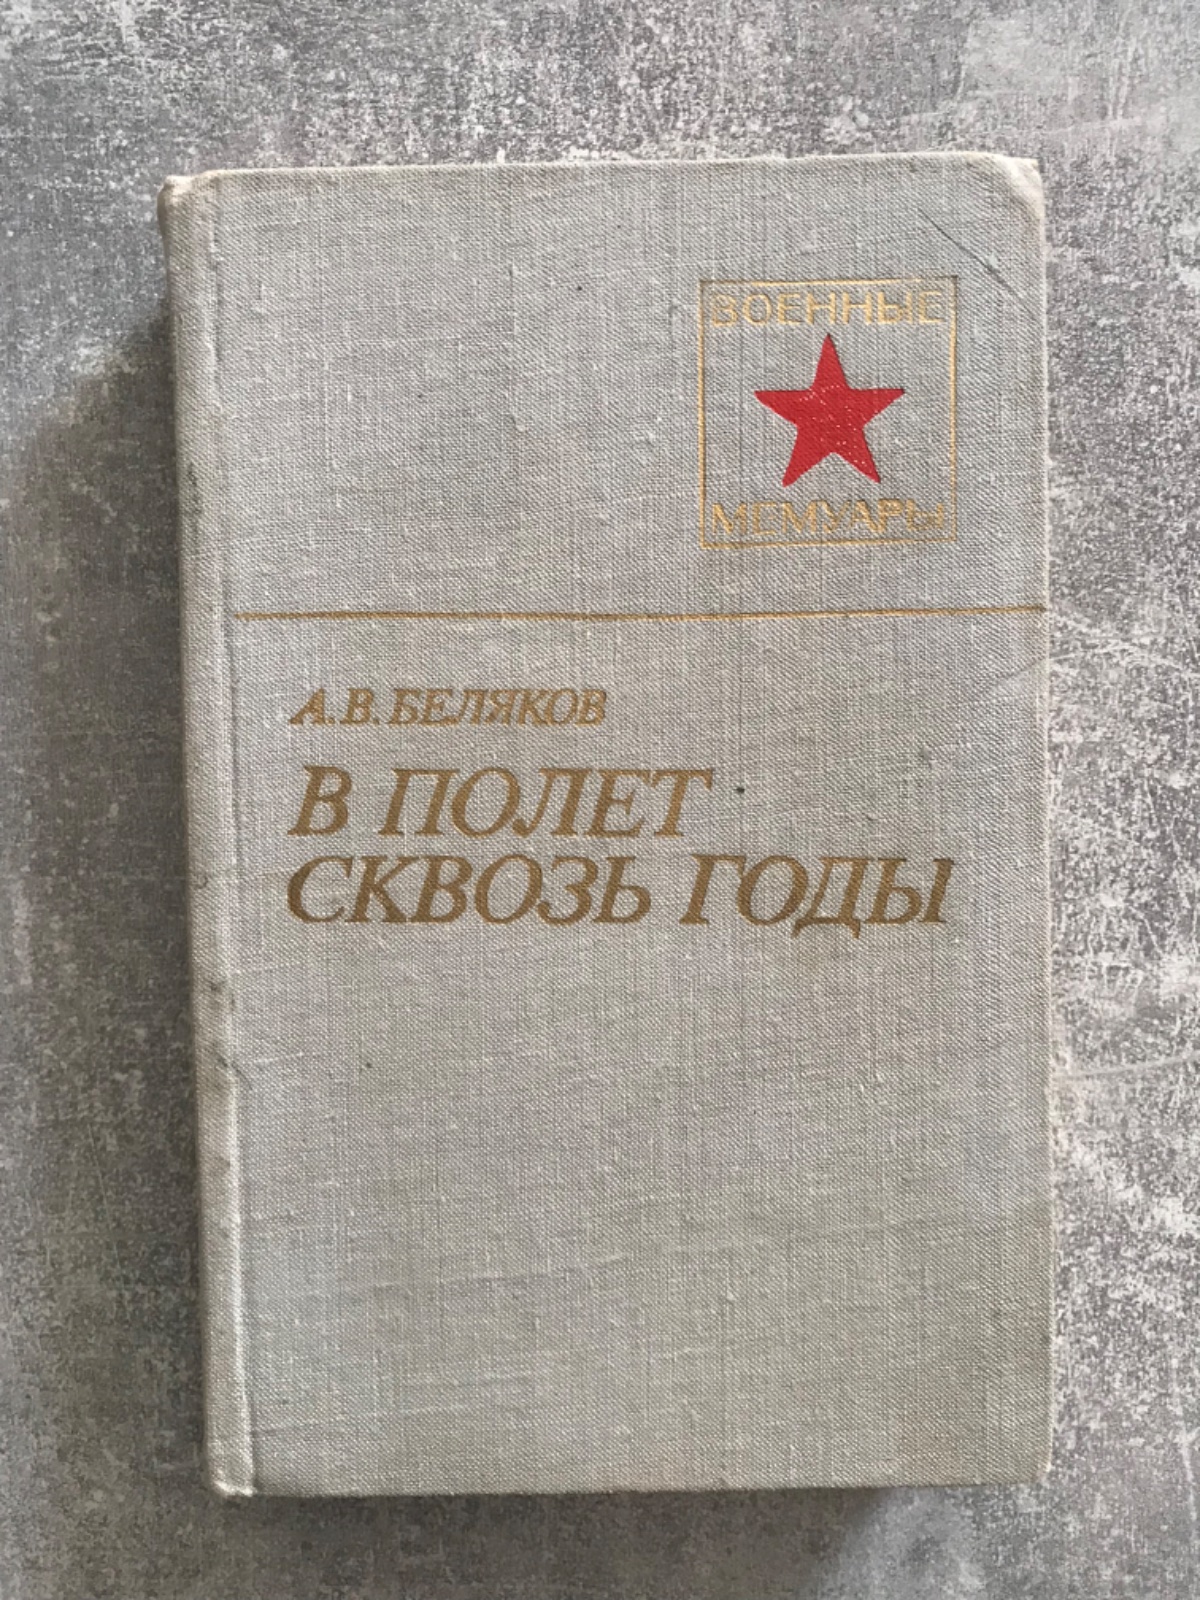 ВОЕННЫЕ
МЕМУАРЫ
А.В.БЕЛЯКОВ
В ПОЛЕТ
СКВОЗЬ ГОДЫ